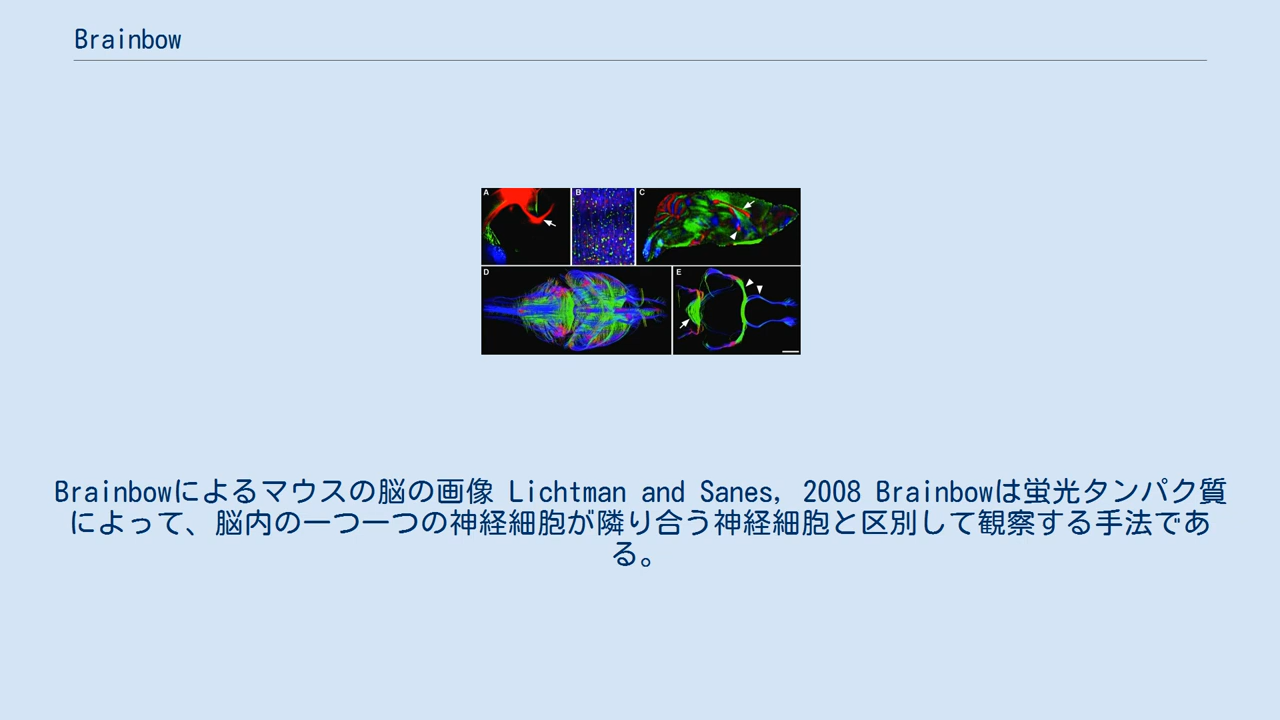 Brainbow
A
B
C
D
E
Brainbowによるマウスの脳の画像 Lichtman and Sanes, 2008 Brainbowは蛍光タンパク質
によって、脳内の一つ一つの神経細胞が隣り合う神経細胞と区別して観察する手法であ
る。